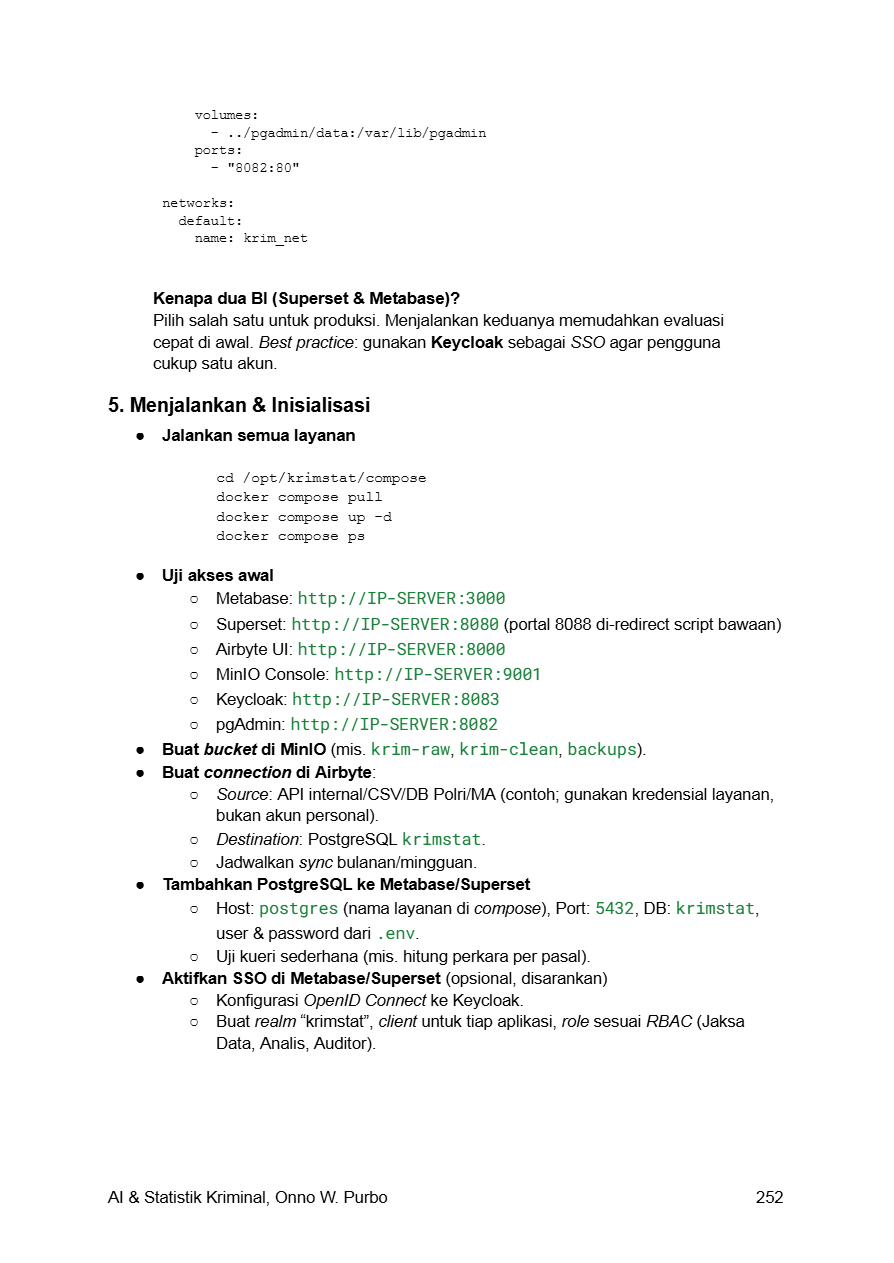 volumes:
- ../pgadmin/data:/var/lib/pgadmin
ports:
- "8082:80"
networks:
default:
name: krim_net
Kenapa dua BI (Superset & Metabase)?
Pilih salah satu untuk produksi. Menjalankan keduanya memudahkan evaluasi
cepat di awal. Best practice: gunakan Keycloak sebagai SSO agar pengguna
cukup satu akun.
5. Menjalankan & Inisialisasi
● Jalankan semua layanan
cd /opt/krimstat/compose
docker compose pull
docker compose up -d
docker compose ps
● Uji akses awal
○ Metabase: http://IP-SERVER:3000
○ Superset: http://IP-SERVER:8080 (portal 8088 di-redirect script bawaan)
○ Airbyte UI: http://IP-SERVER:8000
○ MinIO Console: http://IP-SERVER:9001
○ Keycloak: http://IP-SERVER:8083
○ pgAdmin: http://IP-SERVER:8082
● Buat bucket di MinIO (mis. krim-raw, krim-clean, backups).
● Buat connection di Airbyte:
○ Source: API internal/CSV/DB Polri/MA (contoh; gunakan kredensial layanan,
bukan akun personal).
○ Destination: PostgreSQL krimstat.
○ Jadwalkan sync bulanan/mingguan.
● Tambahkan PostgreSQL ke Metabase/Superset
○ Host: postgres (nama layanan di compose), Port: 5432, DB: krimstat,
user & password dari .env.
○ Uji kueri sederhana (mis. hitung perkara per pasal).
● Aktifkan SSO di Metabase/Superset (opsional, disarankan)
○ Konfigurasi OpenID Connect ke Keycloak.
○ Buat realm “krimstat”, client untuk tiap aplikasi, role sesuai RBAC (Jaksa
Data, Analis, Auditor).
AI & Statistik Kriminal, Onno W. Purbo 252